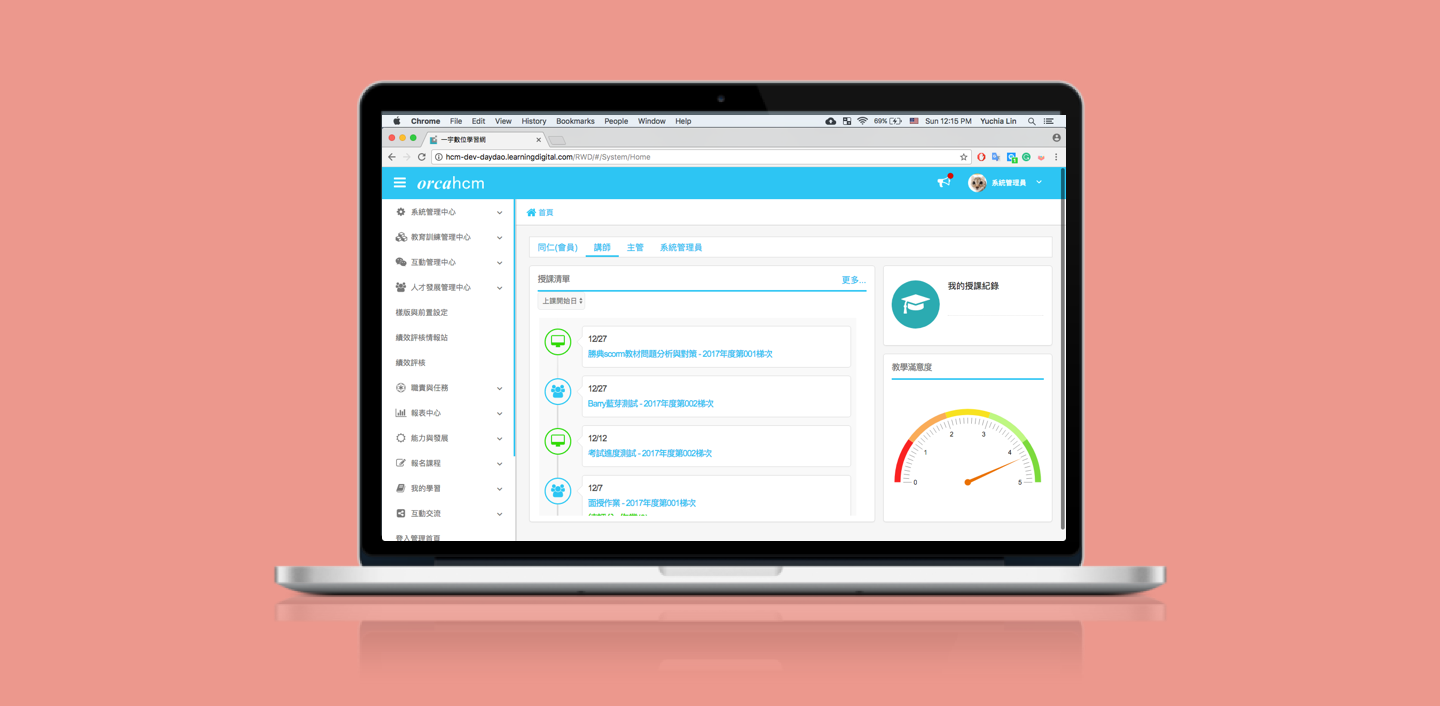 Chrome File Edit View History Bookmarks People Window Help 69% Sun 12:15 PM Yuchia Lin
一宇數位學習網
hcm-dev-daydao.learningdigital.com/RWD/#/System/Home
orcahcm 系統管理員
系統管理中心
教育訓練管理中心
互動管理中心
人才發展管理中心
樣版與前置設定
績效評核情報站
績效評核
職責與任務
報表中心
能力與發展
報名課程
我的學習
互動交流
登入管理首頁
首頁
同仁(會員) 講師 主管 系統管理員
授課清單 更多...
上課開始日
12/27
勝典scorm教材問題分析與對策 - 2017年度第001梯次
12/27
Barry藍芽測試 - 2017年度第002梯次
12/12
考試進度測試 - 2017年度第002梯次
12/7
面授作業 - 2017年度第001梯次
我的授課紀錄
教學滿意度
0 1 2 3 4 5